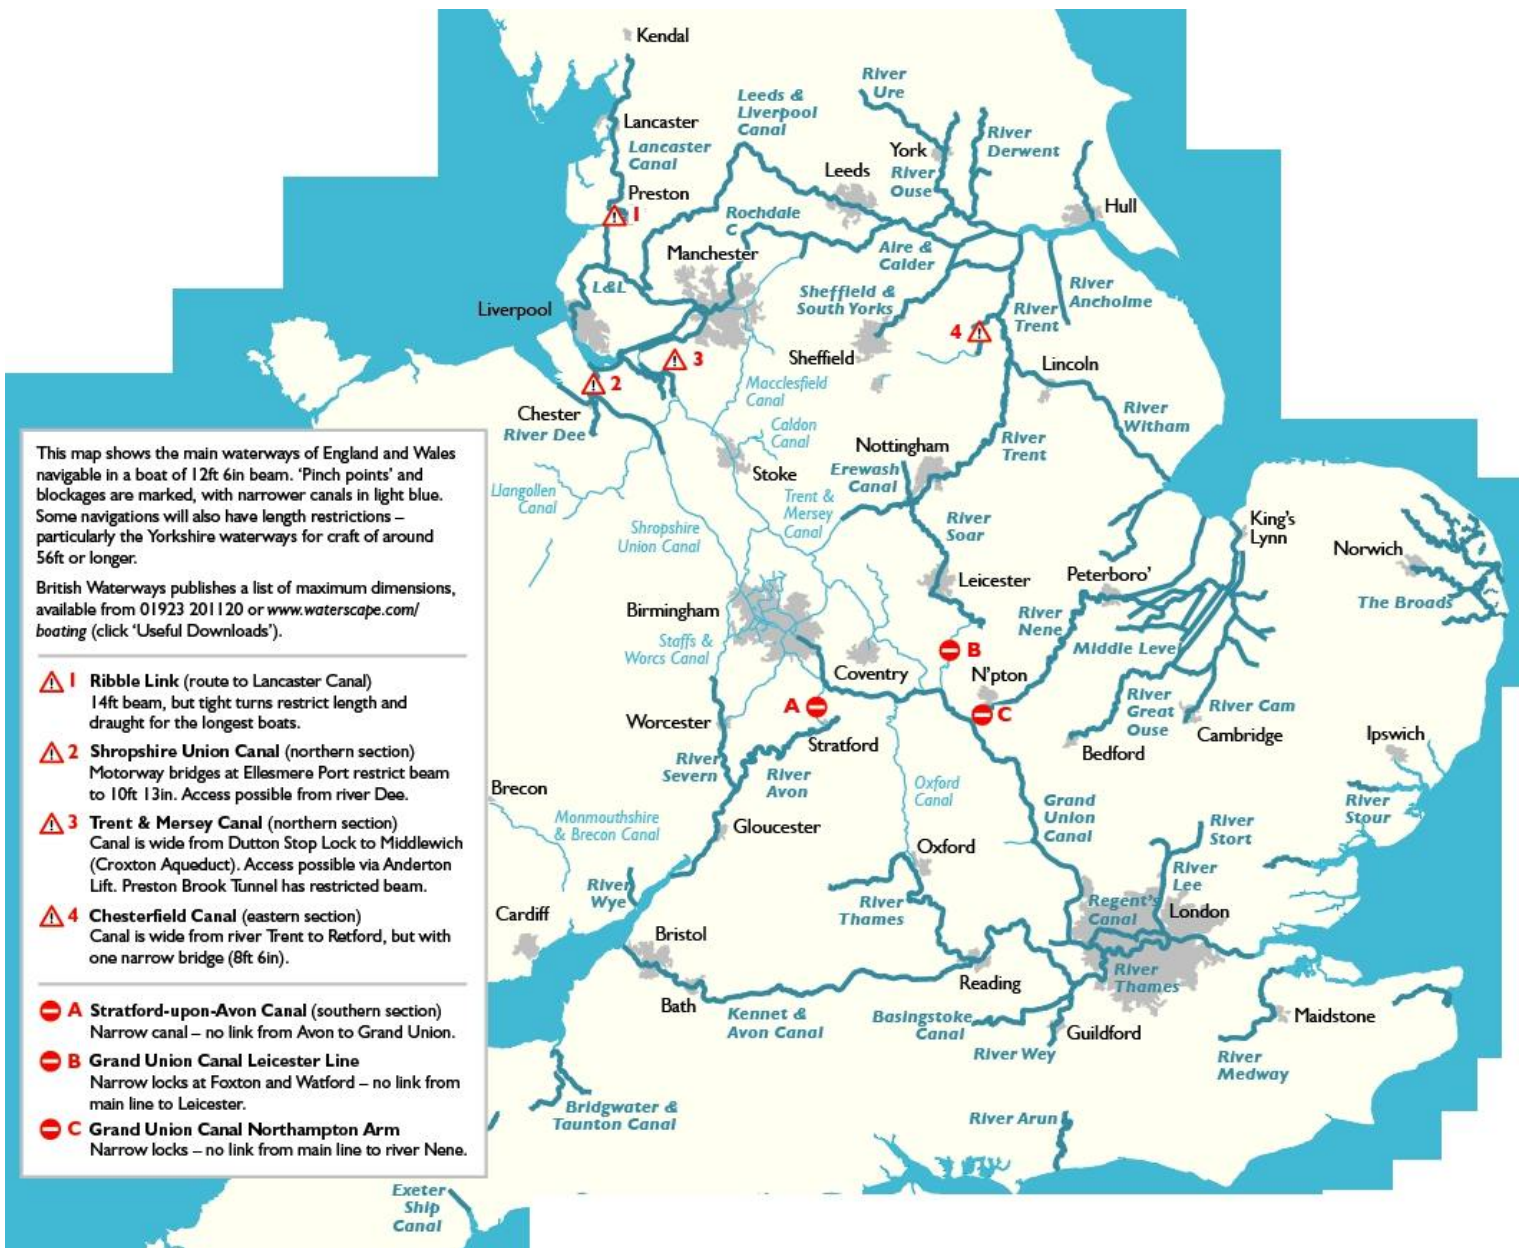 Kendal
River
Ure
Leeds &
Liverpool
Canal
Lancaster
Lancaster
Canal
River
Derwent
York
Leeds
River
Ouse
Preston
1
Hull
Rochdale
C
Manchester
Aire &
Calder
L&L
Sheffield &
South Yorks
River
Ancholme
River
Trent
Liverpool
4
Sheffield
3
Lincoln
2
Macclesfield
Canal
Chester
River Dee
River
Witham
Caldon
Canal
Nottingham
River
Trent
Stoke
Erewash
Canal
Llangollen
Canal
Trent &
Mersey
Canal
Shropshire
Union Canal
River
Soar
King's
Lynn
Norwich
Leicester
Peterboro'
The Broads
Birmingham
River
Nene
Staffs &
Worcs Canal
B
Middle Level
Coventry
N'pton
A
C
River
Great
Ouse
River Cam
Worcester
Stratford
Bedford
Cambridge
Ipswich
River
Severn
River
Avon
Oxford
Canal
Brecon
Grand
Union
Canal
River
Stour
Monmouthshire
& Brecon Canal
Gloucester
River
Stort
Oxford
River
Lee
River
Wye
River
Thames
Regent's
Canal
London
Cardiff
Bristol
River
Thames
Reading
Bath
Kennet &
Avon Canal
Basingstoke
Canal
Guildford
Maidstone
River Wey
River
Medway
Bridgwater &
Taunton Canal
River Arun
Exeter
Ship
Canal
This map shows the main waterways of England and Wales
navigable in a boat of 12ft 6in beam. 'Pinch points' and
blockages are marked, with narrower canals in light blue.
Some navigations will also have length restrictions –
particularly the Yorkshire waterways for craft of around
56ft or longer.
British Waterways publishes a list of maximum dimensions,
available from 01923 201120 or www.waterscape.com/
boating (click 'Useful Downloads').
1 Ribble Link (route to Lancaster Canal)
14ft beam, but tight turns restrict length and
draught for the longest boats.
2 Shropshire Union Canal (northern section)
Motorway bridges at Ellesmere Port restrict beam
to 10ft 13in. Access possible from river Dee.
3 Trent & Mersey Canal (northern section)
Canal is wide from Dutton Stop Lock to Middlewich
(Croxton Aqueduct). Access possible via Anderton
Lift. Preston Brook Tunnel has restricted beam.
4 Chesterfield Canal (eastern section)
Canal is wide from river Trent to Retford, but with
one narrow bridge (8ft 6in).
A Stratford-upon-Avon Canal (southern section)
Narrow canal – no link from Avon to Grand Union.
B Grand Union Canal Leicester Line
Narrow locks at Foxton and Watford – no link from
main line to Leicester.
C Grand Union Canal Northampton Arm
Narrow locks – no link from main line to river Nene.